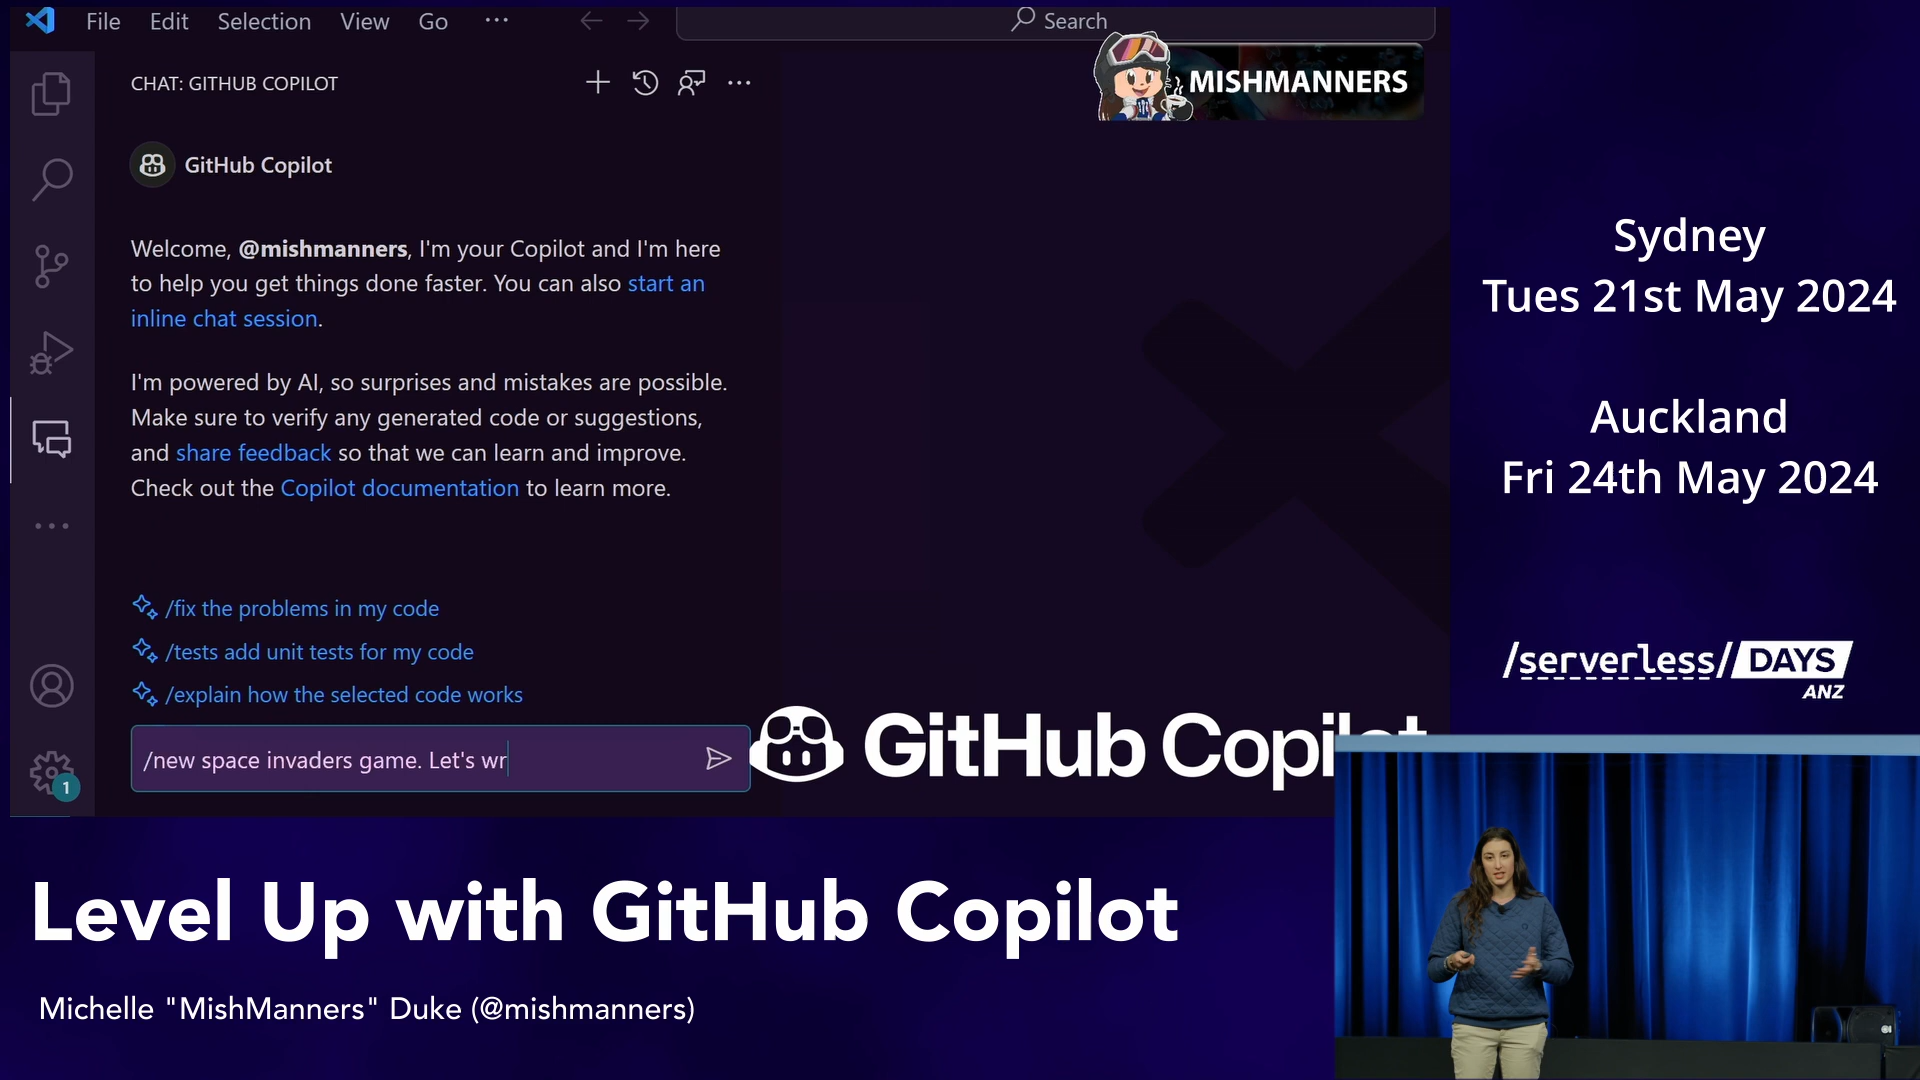 File Edit Selection View Go ···
Search
CHAT: GITHUB COPILOT
MISHMANNERS
GitHub Copilot
Welcome, @mishmanners, I'm your Copilot and I'm here
to help you get things done faster. You can also start an
inline chat session.
I'm powered by AI, so surprises and mistakes are possible.
Make sure to verify any generated code or suggestions,
and share feedback so that we can learn and improve.
Check out the Copilot documentation to learn more.
/fix the problems in my code
/tests add unit tests for my code
/explain how the selected code works
/new space invaders game. Let's wr
1
GitHub Copilot
Sydney
Tues 21st May 2024
Auckland
Fri 24th May 2024
/serverless/DAYS
ANZ
Level Up with GitHub Copilot
Michelle "MishManners" Duke (@mishmanners)